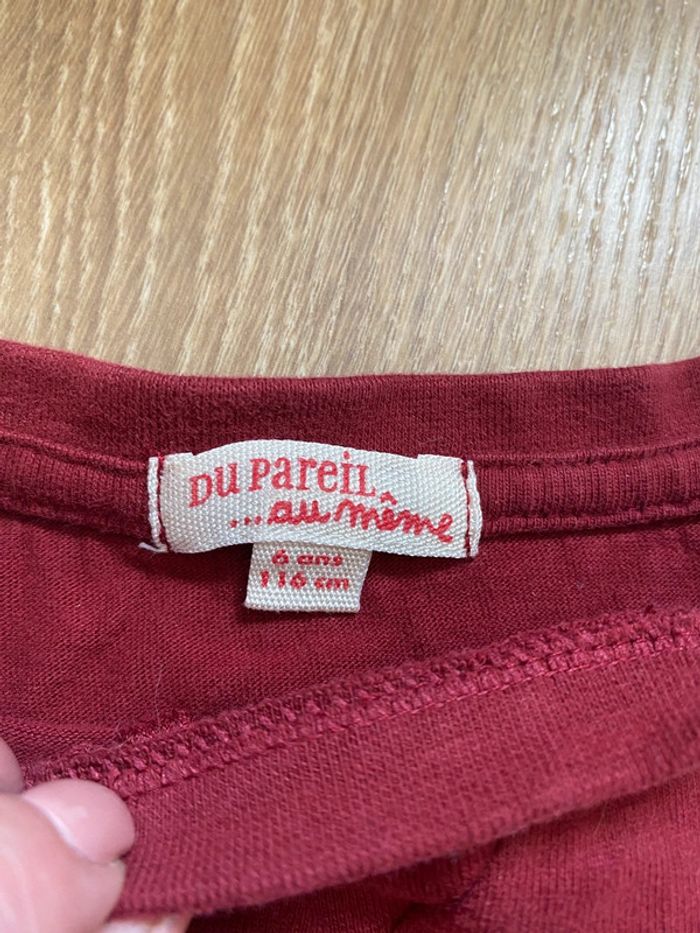 DU PAREIL
...au même
6 ans
116 cm